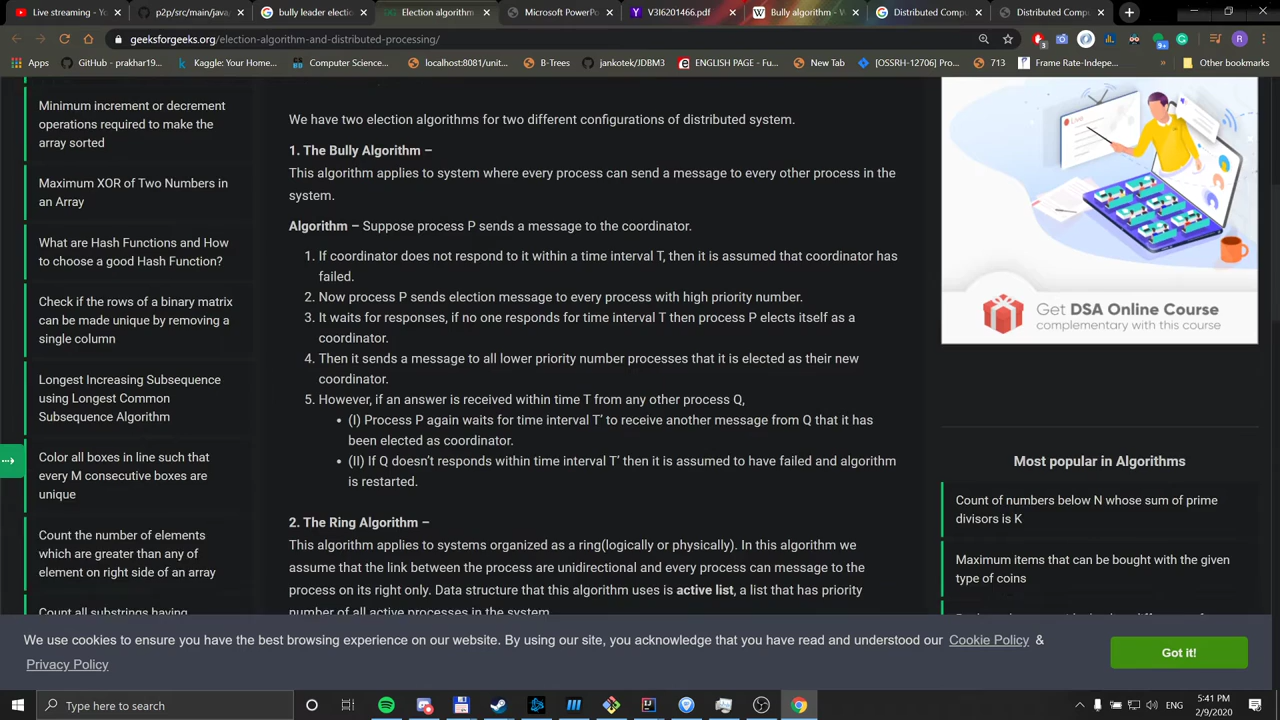 Live streaming - Yo
p2p/src/main/java/
bully leader electio
Election algorithm
Microsoft PowerPo
V3I6201466.pdf
Bully algorithm - W
Distributed Compu
Distributed Compu
geeksforgeeks.org/election-algorithm-and-distributed-processing/
3
9+
R
Apps
GitHub - prakhar19...
Kaggle: Your Home...
Computer Science...
localhost:8081/unit...
B-Trees
jankotek/JDBM3
ENGLISH PAGE - Fu...
New Tab
[OSSRH-12706] Pro...
713
Frame Rate-Indepe...
»
Other bookmarks
Minimum increment or decrement
operations required to make the
array sorted
Maximum XOR of Two Numbers in
an Array
What are Hash Functions and How
to choose a good Hash Function?
Check if the rows of a binary matrix
can be made unique by removing a
single column
Longest Increasing Subsequence
using Longest Common
Subsequence Algorithm
Color all boxes in line such that
every M consecutive boxes are
unique
Count the number of elements
which are greater than any of
element on right side of an array
Count all substrings having
We have two election algorithms for two different configurations of distributed system.
1. The Bully Algorithm –
This algorithm applies to system where every process can send a message to every other process in the
system.
Algorithm – Suppose process P sends a message to the coordinator.
1. If coordinator does not respond to it within a time interval T, then it is assumed that coordinator has
failed.
2. Now process P sends election message to every process with high priority number.
3. It waits for responses, if no one responds for time interval T then process P elects itself as a
coordinator.
4. Then it sends a message to all lower priority number processes that it is elected as their new
coordinator.
5. However, if an answer is received within time T from any other process Q,
• (I) Process P again waits for time interval T’ to receive another message from Q that it has
been elected as coordinator.
• (II) If Q doesn’t responds within time interval T’ then it is assumed to have failed and algorithm
is restarted.
2. The Ring Algorithm –
This algorithm applies to systems organized as a ring(logically or physically). In this algorithm we
assume that the link between the process are unidirectional and every process can message to the
process on its right only. Data structure that this algorithm uses is active list, a list that has priority
number of all active processes in the system.
Live
Get DSA Online Course
complementary with this course
Most popular in Algorithms
Count of numbers below N whose sum of prime
divisors is K
Maximum items that can be bought with the given
type of coins
We use cookies to ensure you have the best browsing experience on our website. By using our site, you acknowledge that you have read and understood our Cookie Policy &
Privacy Policy
Got it!
Type here to search
5:41 PM
2/9/2020